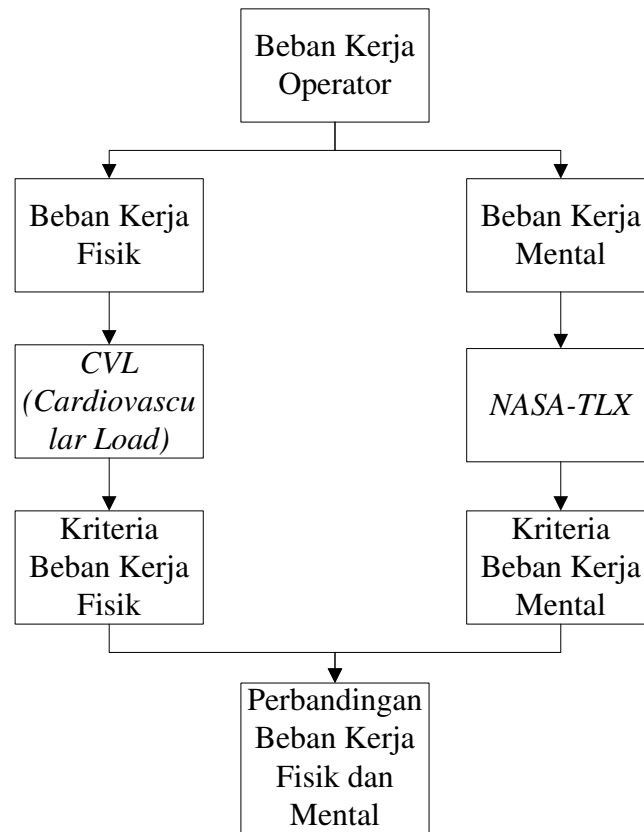 Beban Kerja
Operator
Beban Kerja
Fisik
Beban Kerja
Mental
CVL
(Cardiovascu
lar Load)
NASA-TLX
Kriteria
Beban Kerja
Fisik
Kriteria
Beban Kerja
Mental
Perbandingan
Beban Kerja
Fisik dan
Mental